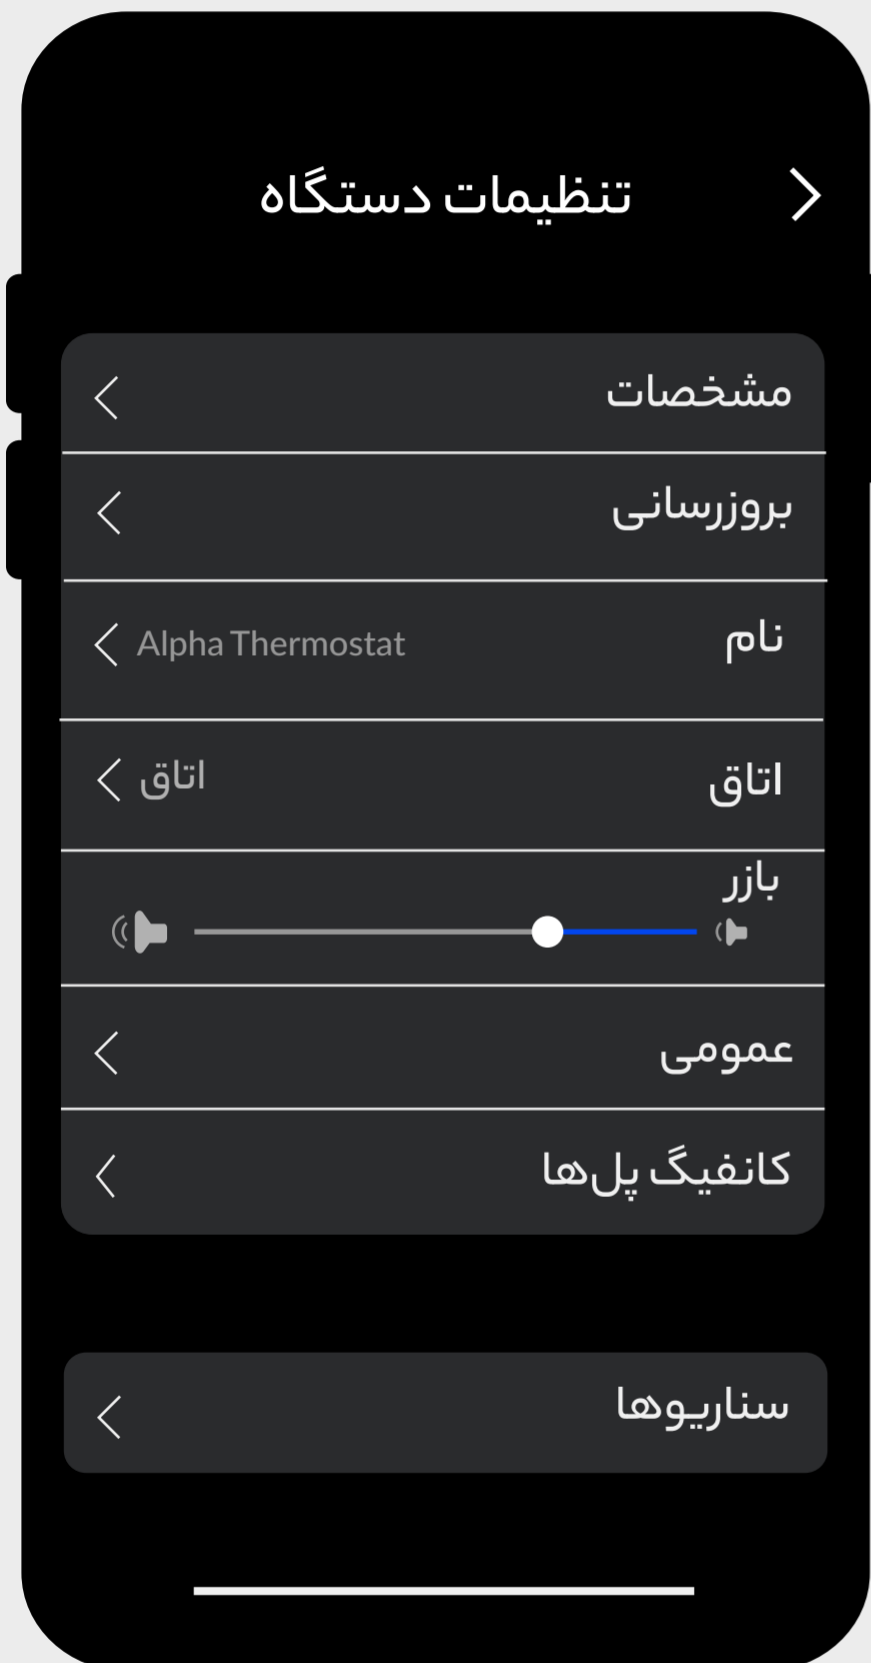 تنظیمات دستگاه
مشخصات
بروزرسانی
نام Alpha Thermostat
اتاق اتاق
بازر
عمومی
کانفیگ پل‌ها
سناریوها